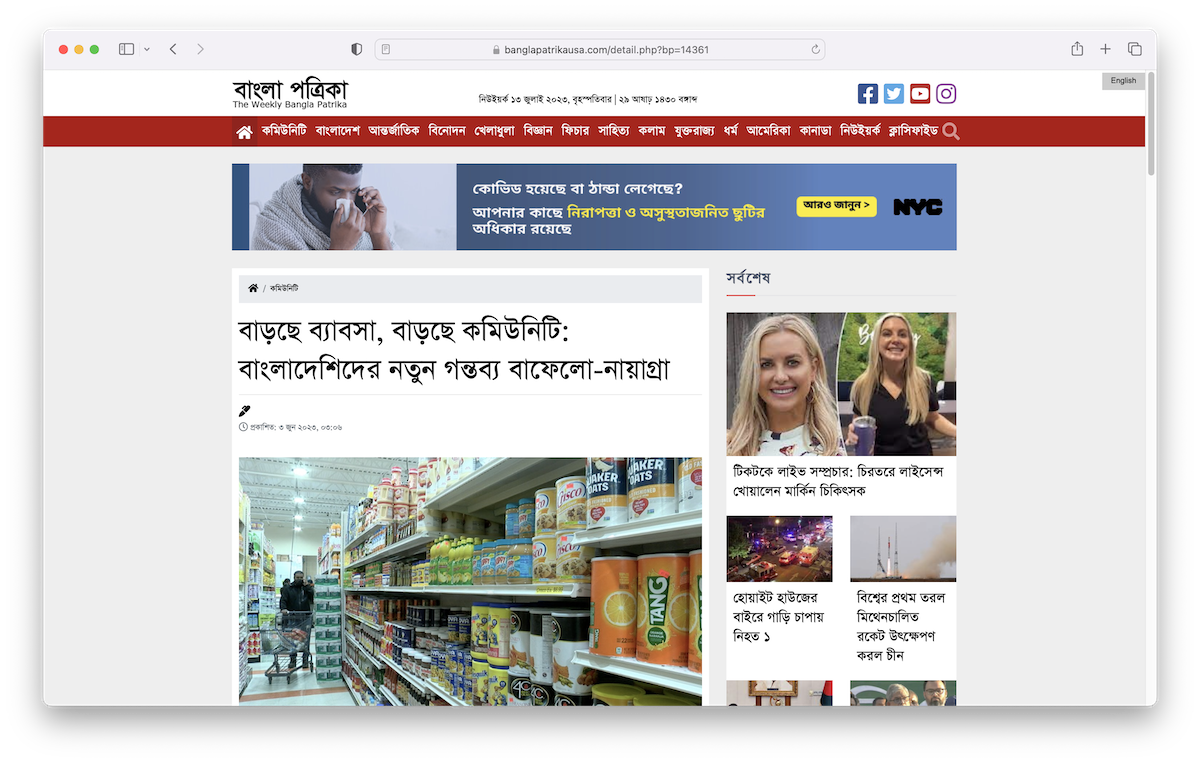 banglapatrikausa.com/detail.php?bp=14361
English
বাংলা পত্রিকা
The Weekly Bangla Patrika
নিউইয়র্ক ১৩ জুলাই ২০২৩, বৃহস্পতিবার | ২৯ আষাঢ় ১৪৩০ বঙ্গাব্দ
কমিউনিটি বাংলাদেশ আন্তর্জাতিক বিনোদন খেলাধুলা বিজ্ঞান ফিচার সাহিত্য কলাম যুক্তরাজ্য ধর্ম আমেরিকা কানাডা নিউইয়র্ক ক্লাসিফাইড
কোভিড হয়েছে বা ঠান্ডা লেগেছে?
আপনার কাছে নিরাপত্তা ও অসুস্থতাজনিত ছুটির
অধিকার রয়েছে
আরও জানুন >
NYC
/ কমিউনিটি
বাড়ছে ব্যাবসা, বাড়ছে কমিউনিটি:
বাংলাদেশিদের নতুন গন্তব্য বাফেলো-নায়াগ্রা
প্রকাশিত: ৩ জুন ২০২৩, ০৩:০৬
QUAKER
OATS
TANG
সর্বশেষ
টিকটকে লাইভ সম্প্রচার: চিরতরে লাইসেন্স
খোয়ালেন মার্কিন চিকিৎসক
হোয়াইট হাউজের
বাইরে গাড়ি চাপায়
নিহত ১
বিশ্বের প্রথম তরল
মিথেনচালিত
রকেট উৎক্ষেপণ
করল চীন